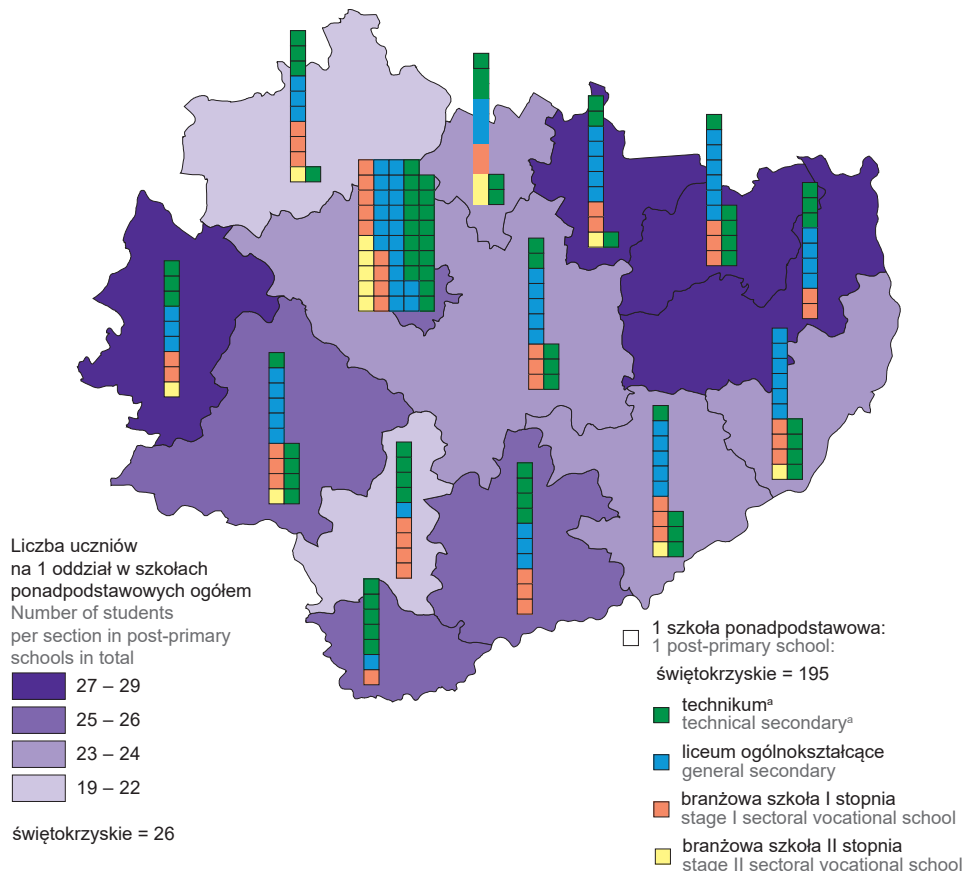 Liczba uczniów
na 1 oddział w szkołach
ponadpodstawowych ogółem
Number of students
per section in post-primary
schools in total
27 – 29
25 – 26
23 – 24
19 – 22
świętokrzyskie = 26
1 szkoła ponadpodstawowa:
1 post-primary school:
świętokrzyskie = 195
technikumᵃ
technical secondaryᵃ
liceum ogólnokształcące
general secondary
branżowa szkoła I stopnia
stage I sectoral vocational school
branżowa szkoła II stopnia
stage II sectoral vocational school